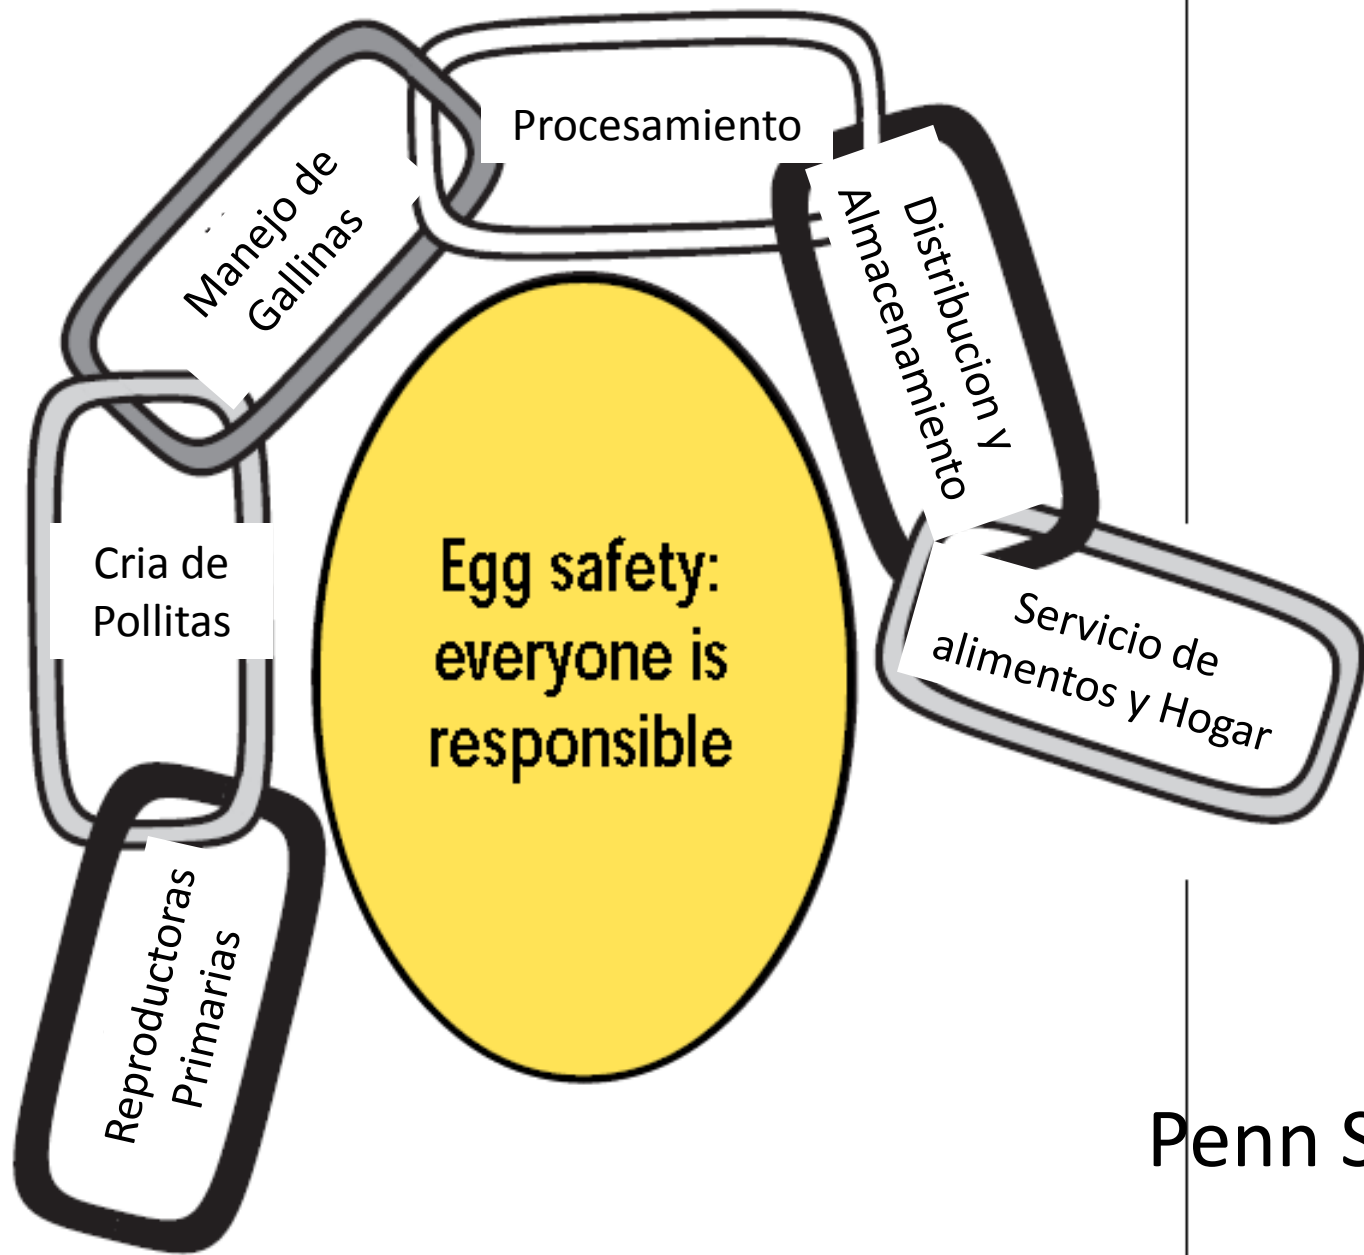 Procesamiento
Manejo de
Gallinas
Distribucion y
Almacenamiento
Cria de
Pollitas
Egg safety:
everyone is
responsible
Servicio de
alimentos y Hogar
Reproductoras
Primarias
Penn